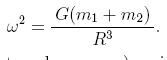 ω² = G(m₁ + m₂) / R³ .